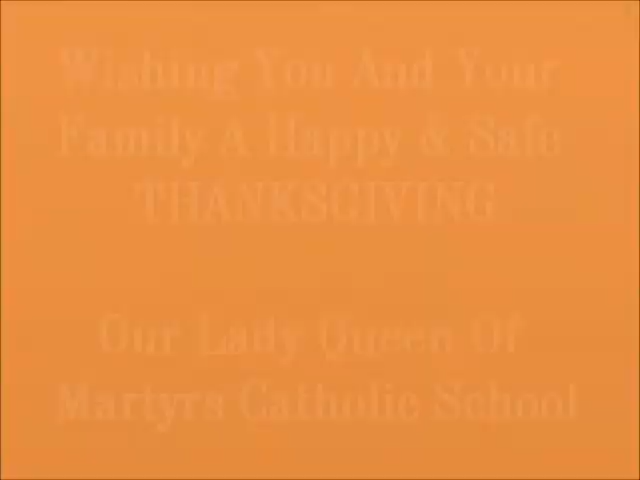 Wishing You And Your
Family A Happy & Safe
THANKSGIVING
Our Lady Queen Of
Martyrs Catholic School